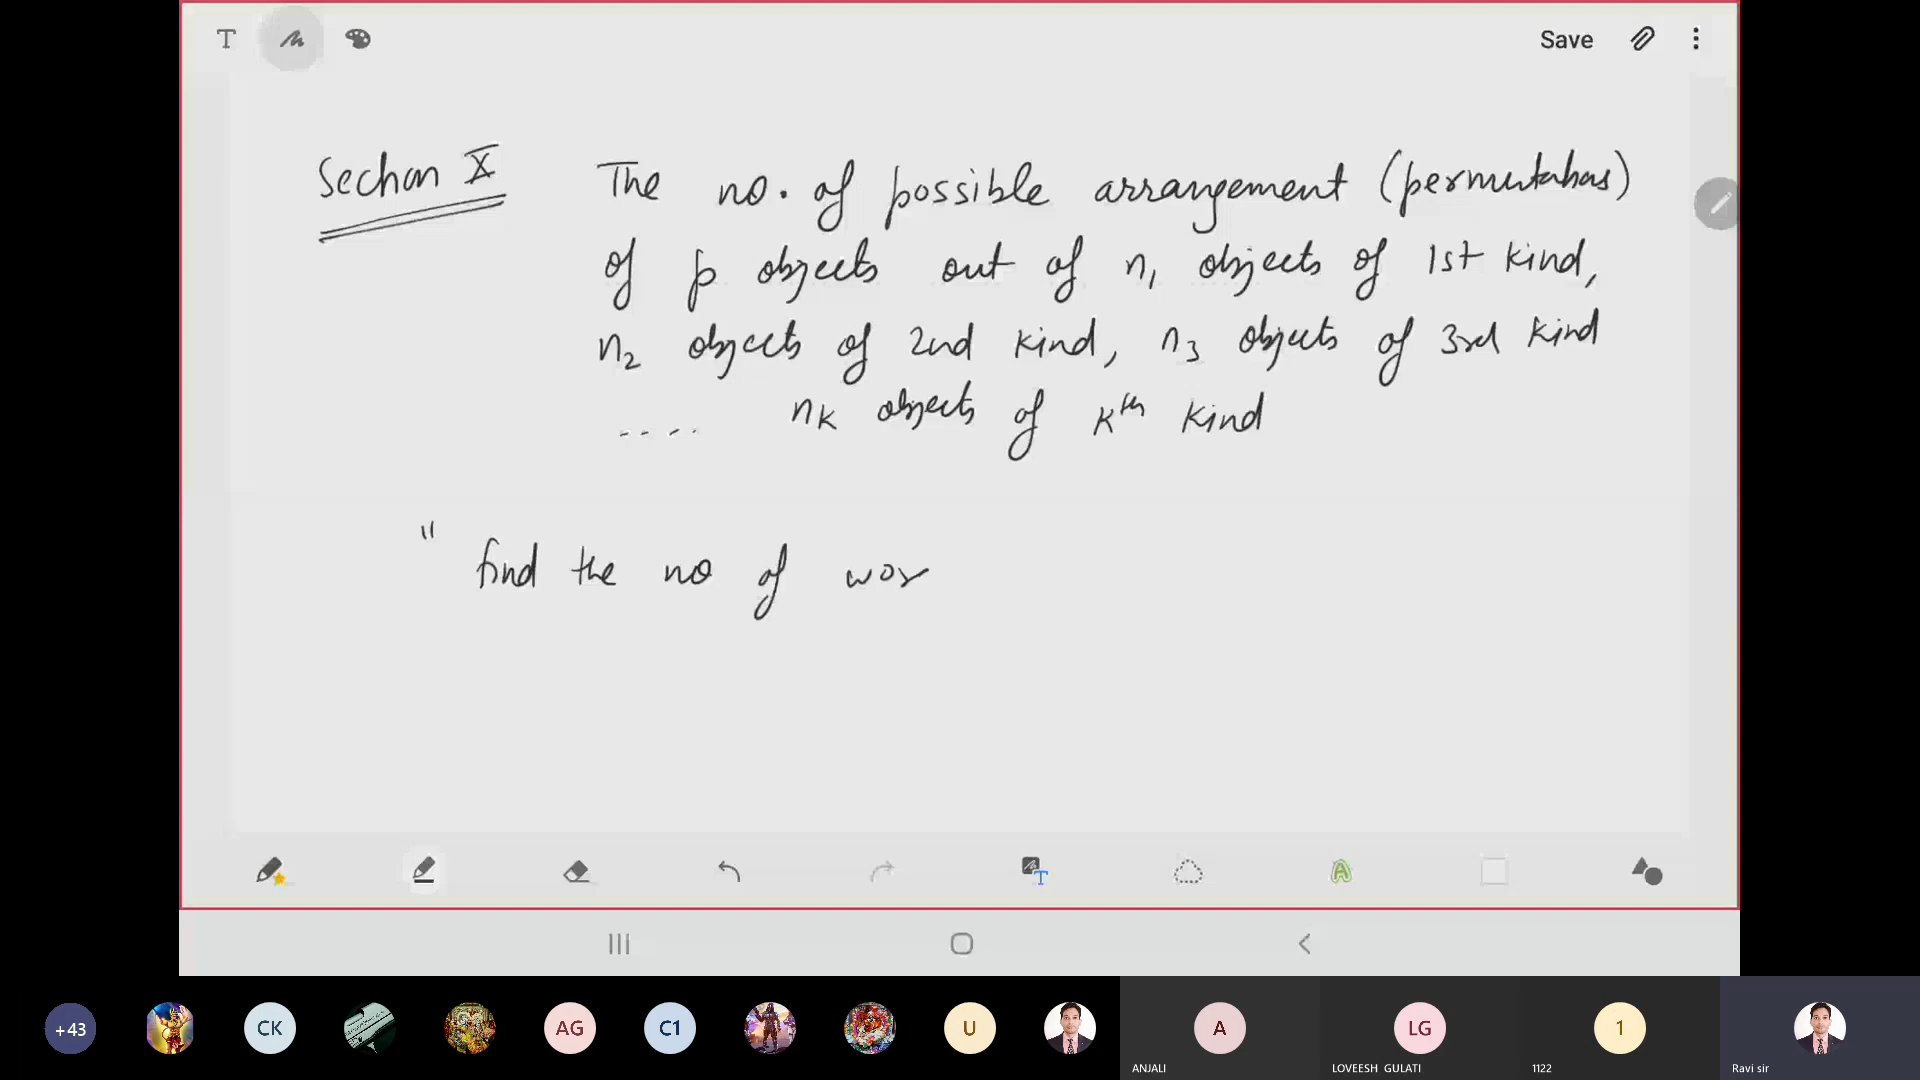 T
Save
Section X
The no. of possible arrangement (permutations)
of p objects out of n1 objects of 1st kind,
n2 objects of 2nd kind, n3 objects of 3rd kind
.... nk objects of Kth kind
" find the no of wor
T
A
+43
CK
AG
C1
U
A
ANJALI
LG
LOVEESH GULATI
1
1122
Ravi sir